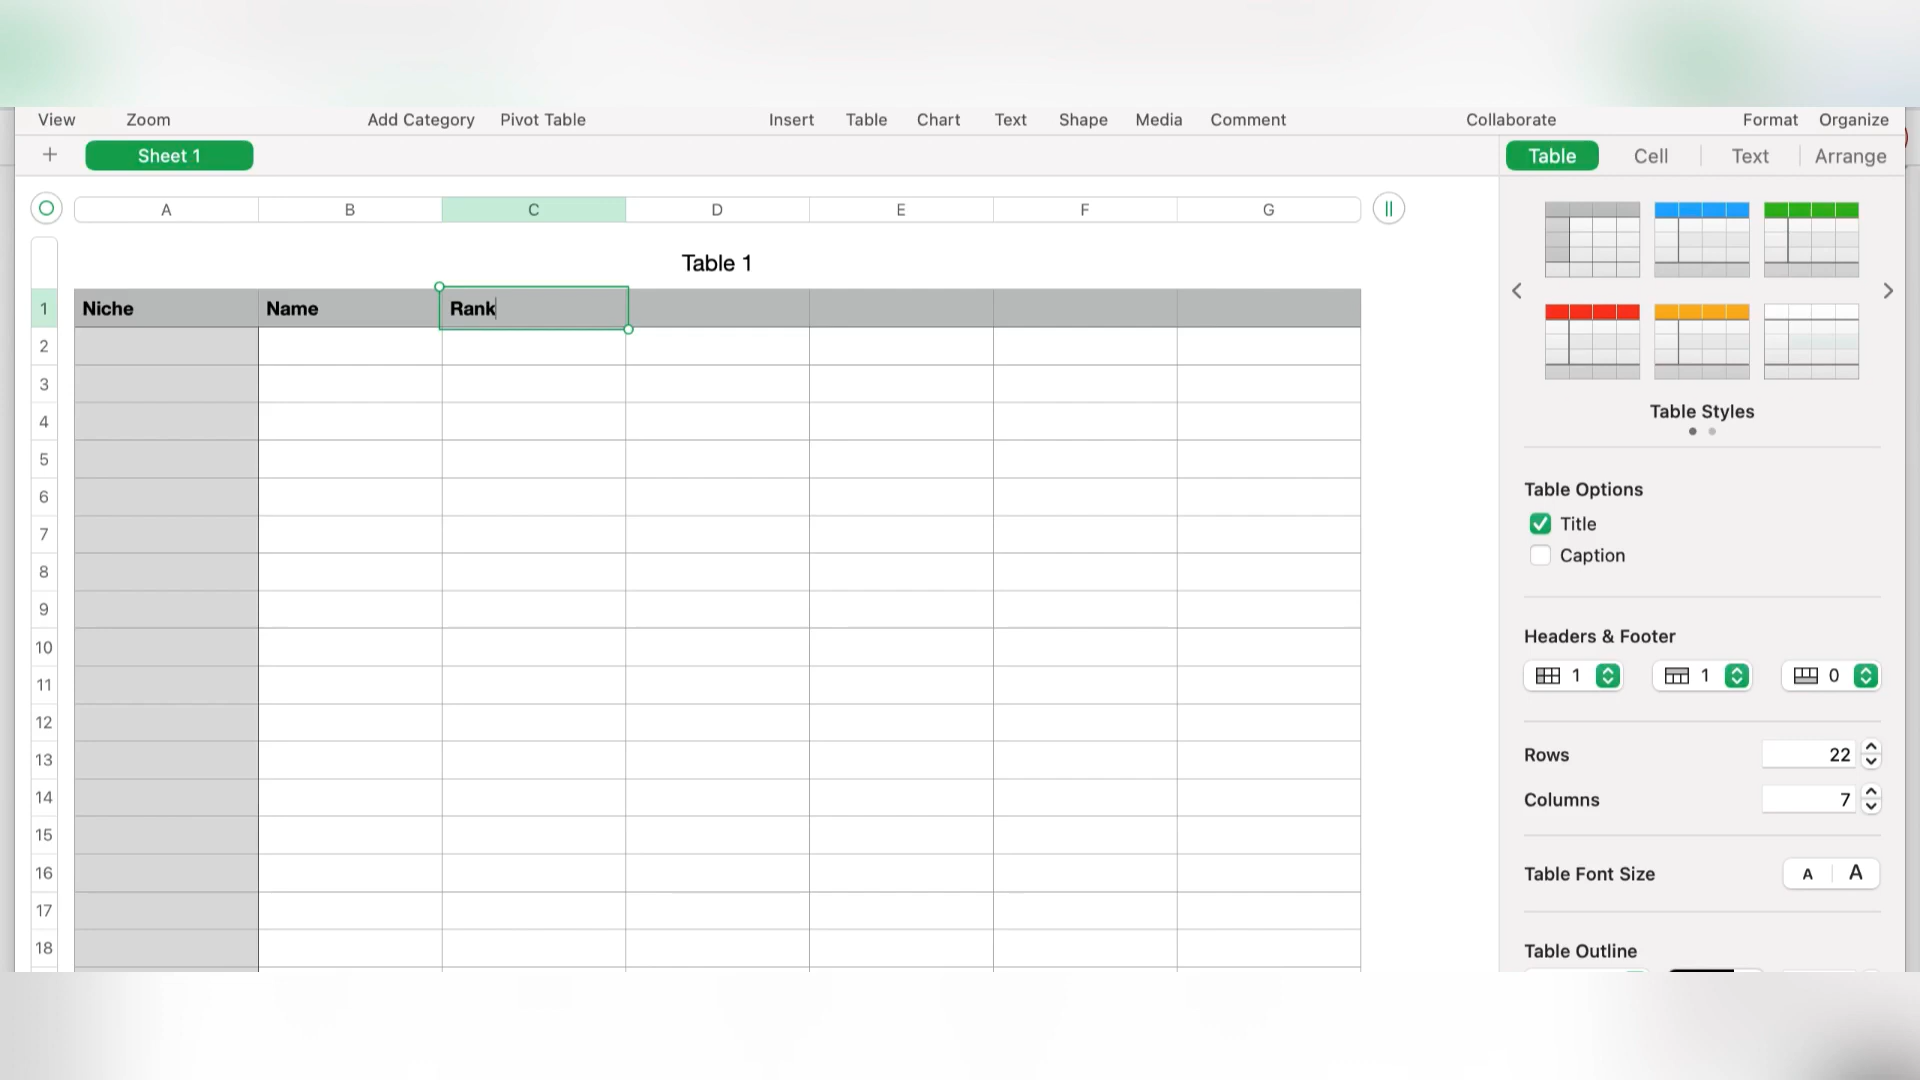 View Zoom Add Category Pivot Table Insert Table Chart Text Shape Media Comment Collaborate Format Organize
+ Sheet 1 Table Cell Text Arrange
A B C D E F G
Table 1
1 Niche Name Rank
2
3
4
5
6
7
8
9
10
11
12
13
14
15
16
17
18
Table Styles
Table Options
Title
Caption
Headers & Footer
1 1 0
Rows 22
Columns 7
Table Font Size A A
Table Outline